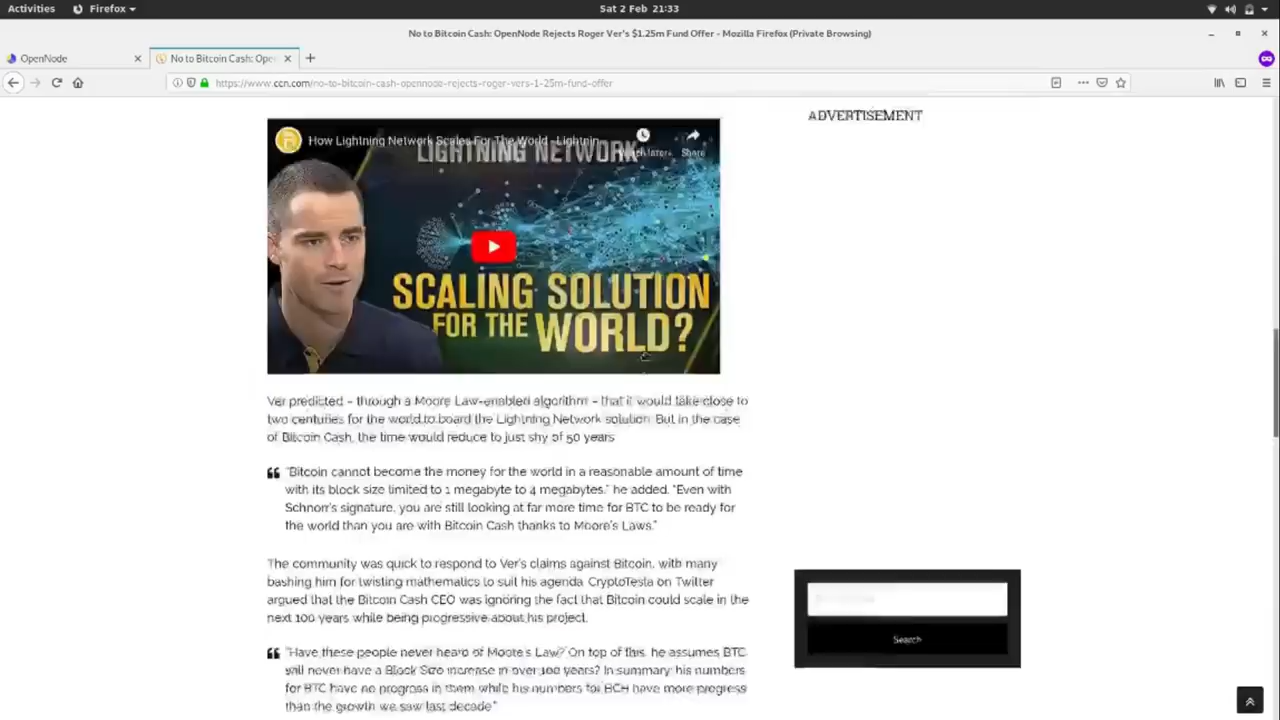 Activities Firefox Sat 2 Feb 21:33
No to Bitcoin Cash: OpenNode Rejects Roger Ver's $1.25m Fund Offer - Mozilla Firefox (Private Browsing)
OpenNode No to Bitcoin Cash: Ope
https://www.ccn.com/no-to-bitcoin-cash-opennode-rejects-roger-vers-1-25m-fund-offer
ADVERTISEMENT
How Lightning Network Scales For The World - Lightnin
Watch later Share
LIGHTNING NETWORK
SCALING SOLUTION
FOR THE WORLD?
Ver predicted – through a Moore Law-enabled algorithm – that it would take close to
two centuries for the world to board the Lightning Network solution. But in the case
of Bitcoin Cash, the time would reduce to just shy of 50 years
"Bitcoin cannot become the money for the world in a reasonable amount of time
with its block size limited to 1 megabyte to 4 megabytes," he added. "Even with
Schnorr's signature, you are still looking at far more time for BTC to be ready for
the world than you are with Bitcoin Cash thanks to Moore's Laws."
The community was quick to respond to Ver's claims against Bitcoin, with many
bashing him for twisting mathematics to suit his agenda. CryptoTesla on Twitter
argued that the Bitcoin Cash CEO was ignoring the fact that Bitcoin could scale in the
next 100 years while being progressive about his project.
Search
"Have these people never heard of Moore's Law? On top of this, he assumes BTC
will never have a Block Size increase in over 100 years? In summary his numbers
for BTC have no progress in them while his numbers for BCH have more progress
than the growth we saw last decade"